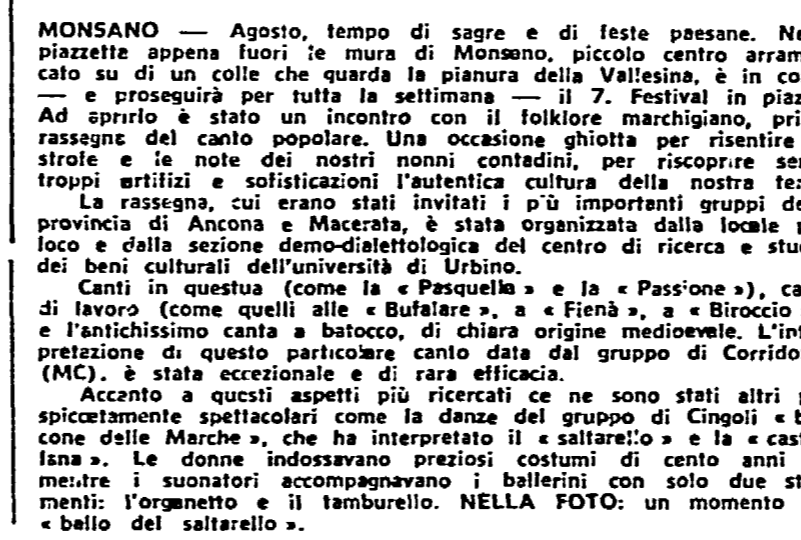 MONSANO — Agosto, tempo di sagre e di feste paesane. Ne
piazzetta appena fuori le mura di Monsano, piccolo centro arram
cato su di un colle che guarda la pianura della Vallesina, è in co
— e proseguirà per tutta la settimana — il 7. Festival in piaz
Ad aprirlo è stato un incontro con il folklore marchigiano, pri
rassegna del canto popolare. Una occasione ghiotta per risentire
strofe e le note dei nostri nonni contadini, per riscoprire se
troppi artifizi e sofisticazioni l'autentica cultura della nostra te
La rassegna, cui erano stati invitati i più importanti gruppi de
provincia di Ancona e Macerata, è stata organizzata dalla locale p
loco e dalla sezione demo-dialettologica del centro di ricerca e stu
dei beni culturali dell'università di Urbino.
Canti in questua (come la « Pasquella » e la « Passione »), ca
di lavoro (come quelli alle « Bufalare », a « Fienà », a « Biroccio
e l'antichissimo canta a batocco, di chiara origine medioevale. L'int
pretazione di questo particolare canto data dal gruppo di Corrido
(MC), è stata eccezionale e di rara efficacia.
Accanto a questi aspetti più ricercati ce ne sono stati altri
spiccatamente spettacolari come la danze del gruppo di Cingoli «
cone delle Marche », che ha interpretato il « saltarello » e la « cast
lana ». Le donne indossavano preziosi costumi di cento anni
mentre i suonatori accompagnavano i ballerini con solo due st
menti: l'organetto e il tamburello. NELLA FOTO: un momento
« ballo del saltarello ».